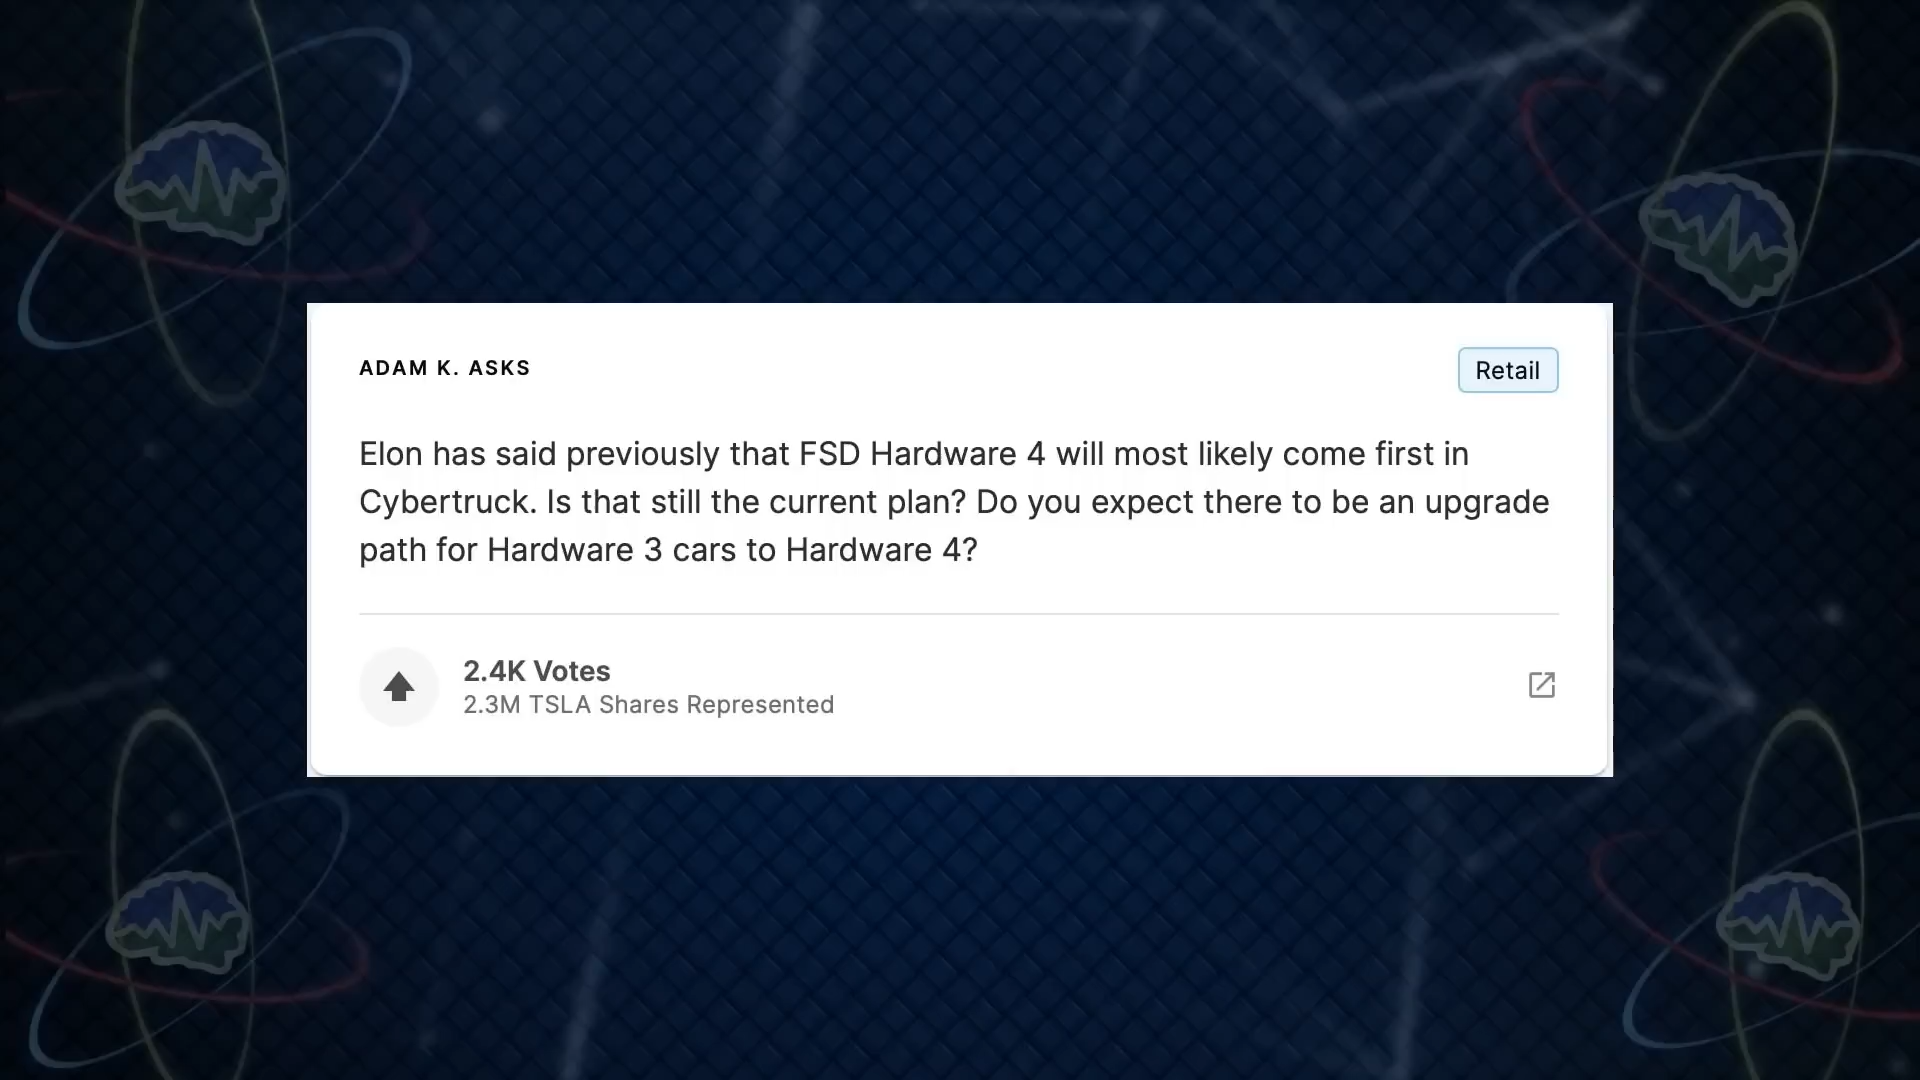 ADAM K. ASKS
Retail
Elon has said previously that FSD Hardware 4 will most likely come first in
Cybertruck. Is that still the current plan? Do you expect there to be an upgrade
path for Hardware 3 cars to Hardware 4?
2.4K Votes
2.3M TSLA Shares Represented